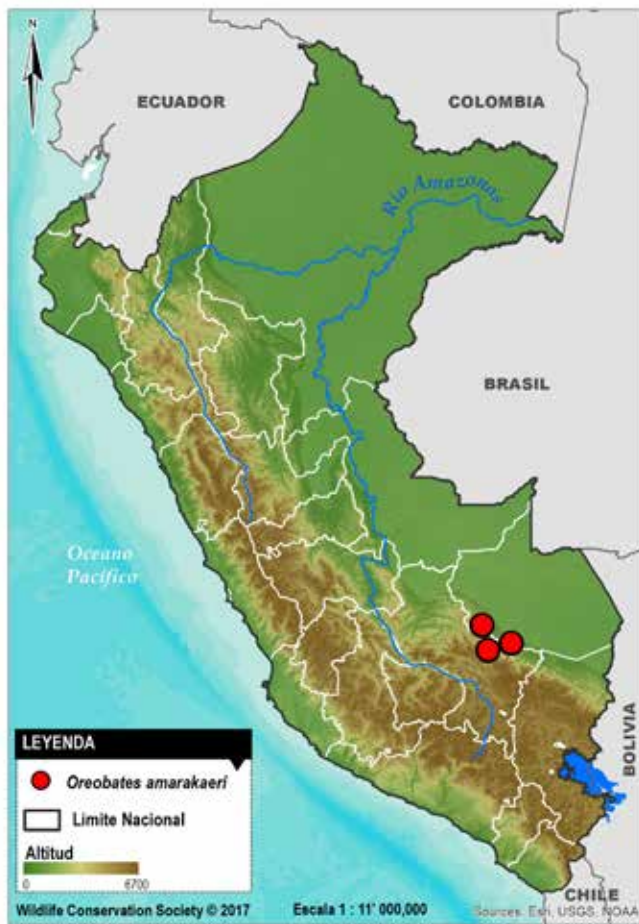 N
ECUADOR
COLOMBIA
Río Amazonas
BRASIL
Oceano
Pacífico
BOLIVIA
LEYENDA
Oreobates amarakaeri
Limite Nacional
Altitud
0
6700
CHILE
Wildlife Conservation Society © 2017
Escala 1 : 11' 000,000
Sources: Esri, USGS, NOAA